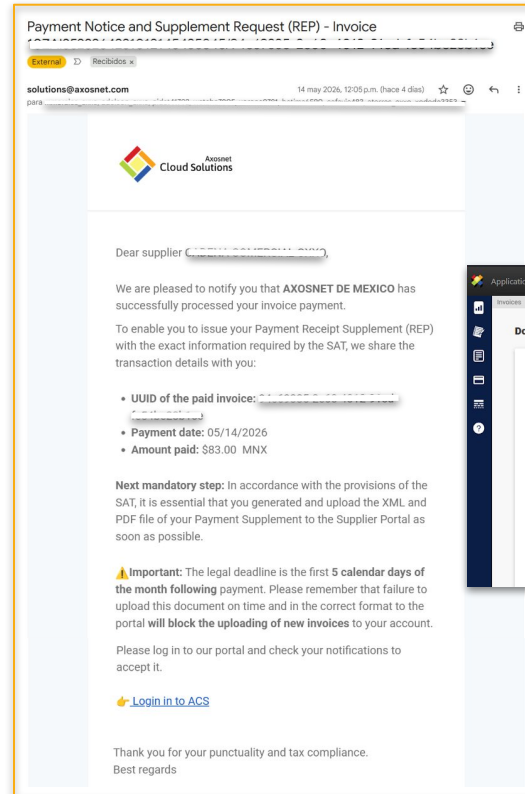 Payment Notice and Supplement Request (REP) - Invoice
External
Recibidos x
solutions@axosnet.com
14 may 2026, 12:05 p.m. (hace 4 días)
para
Axosnet
Cloud Solutions
Dear supplier
We are pleased to notify you that AXOSNET DE MEXICO has
successfully processed your invoice payment.
To enable you to issue your Payment Receipt Supplement (REP)
with the exact information required by the SAT, we share the
transaction details with you:
• UUID of the paid invoice:
• Payment date: 05/14/2026
• Amount paid: $83.00 MNX
Next mandatory step: In accordance with the provisions of the
SAT, it is essential that you generated and upload the XML and
PDF file of your Payment Supplement to the Supplier Portal as
soon as possible.
⚠️Important: The legal deadline is the first 5 calendar days of
the month following payment. Please remember that failure to
upload this document on time and in the correct format to the
portal will block the uploading of new invoices to your account.
Please log in to our portal and check your notifications to
accept it.
👉 Login in to ACS
Thank you for your punctuality and tax compliance.
Best regards
Invoices